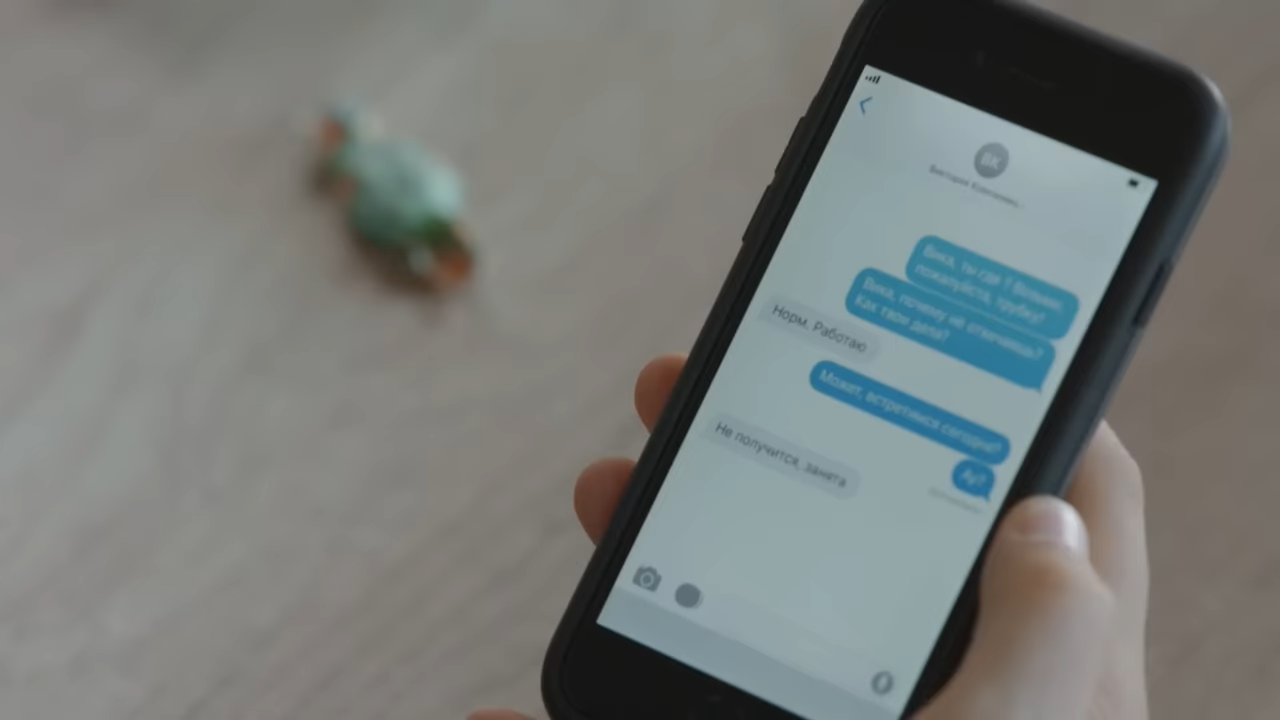 ВК
Вика, ты где? Возьми,
пожалуйста, трубку!
Вика, почему не отвечаешь?
Как твои дела?
Норм. Работаю
Может, встретимся сегодня?
Ау?
Не получится, занята